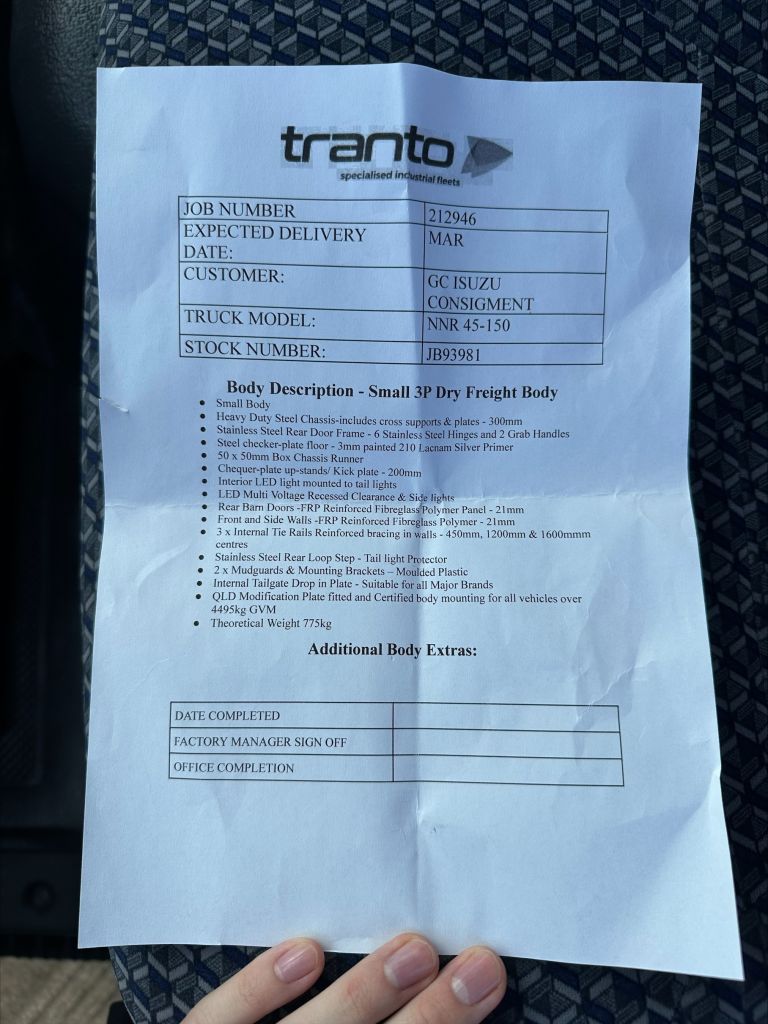 tranto
specialised industrial fleets
JOB NUMBER 212946
EXPECTED DELIVERY MAR
DATE:
CUSTOMER: GC ISUZU
CONSIGMENT
TRUCK MODEL: NNR 45-150
STOCK NUMBER: JB93981
Body Description - Small 3P Dry Freight Body
• Small Body
• Heavy Duty Steel Chassis-includes cross supports & plates - 300mm
• Stainless Steel Rear Door Frame - 6 Stainless Steel Hinges and 2 Grab Handles
• Steel checker-plate floor - 3mm painted 210 Lacnam Silver Primer
• 50 x 50mm Box Chassis Runner
• Chequer-plate up-stands/ Kick plate - 200mm
• Interior LED light mounted to tail lights
• LED Multi Voltage Recessed Clearance & Side lights
• Rear Barn Doors -FRP Reinforced Fibreglass Polymer Panel - 21mm
• Front and Side Walls -FRP Reinforced Fibreglass Polymer - 21mm
• 3 x Internal Tie Rails Reinforced bracing in walls - 450mm, 1200mm & 1600mmm
centres
• Stainless Steel Rear Loop Step - Tail light Protector
• 2 x Mudguards & Mounting Brackets – Moulded Plastic
• Internal Tailgate Drop in Plate - Suitable for all Major Brands
• QLD Modification Plate fitted and Certified body mounting for all vehicles over
4495kg GVM
• Theoretical Weight 775kg
Additional Body Extras:
DATE COMPLETED
FACTORY MANAGER SIGN OFF
OFFICE COMPLETION